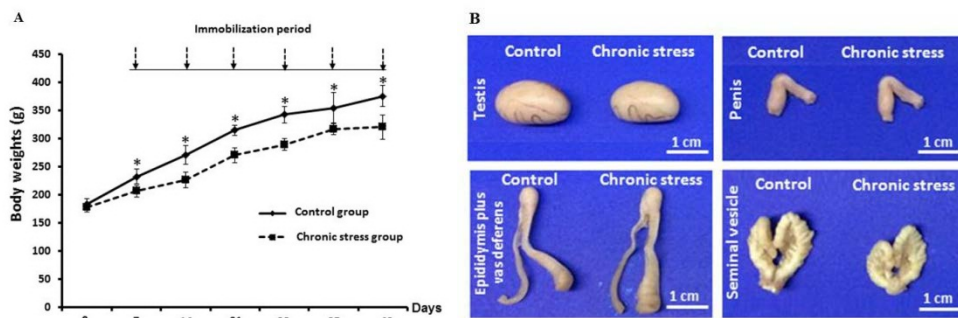 A
Immobilization period
450
400
350
300
250
200
150
100
50
0
Body weights (g)
* * * * * *
Control group
Chronic stress group
Days
B
Control Chronic stress
Testis
1 cm
Penis
Control Chronic stress
1 cm
Control Chronic stress
Epididymis plus
vas deferens
1 cm
Control Chronic stress
Seminal vesicle
1 cm